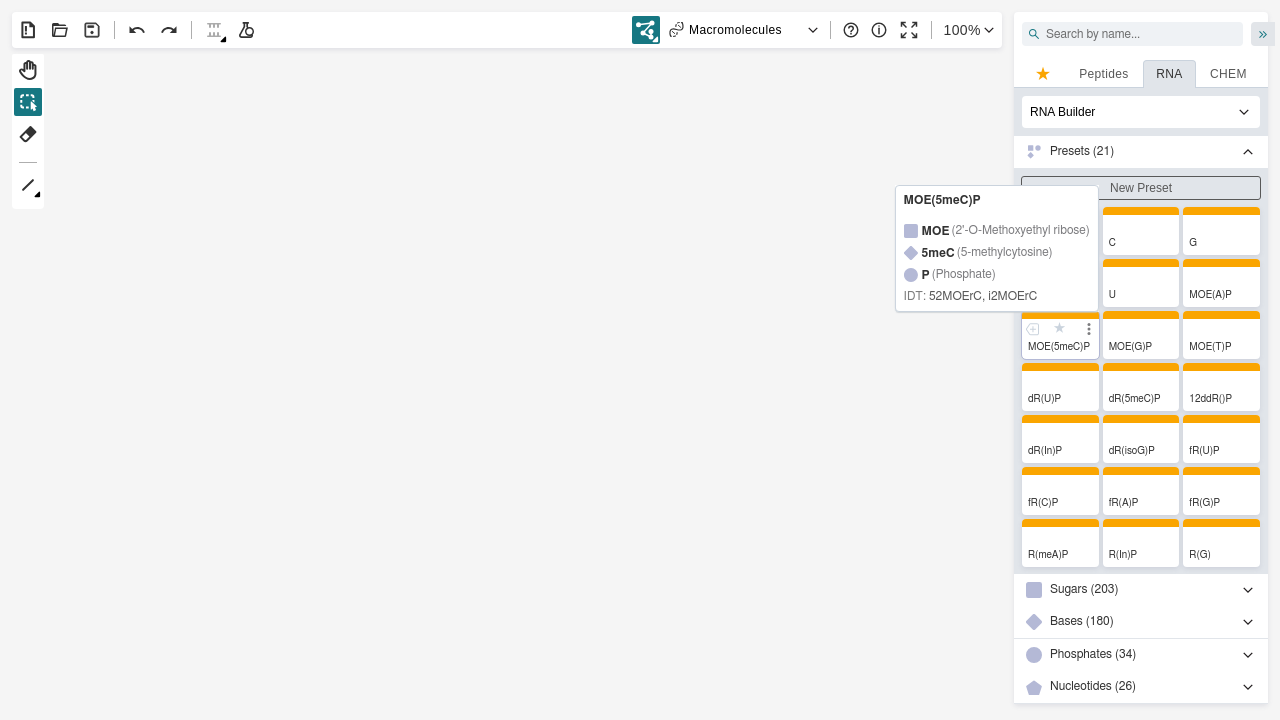 Macromolecules
100%
Search by name...
Peptides
RNA
CHEM
RNA Builder
Presets (21)
New Preset
MOE(5meC)P
MOE (2'-O-Methoxyethyl ribose)
5meC (5-methylcytosine)
P (Phosphate)
IDT: 52MOErC, i2MOErC
C
G
U
MOE(A)P
MOE(5meC)P
MOE(G)P
MOE(T)P
dR(U)P
dR(5meC)P
12ddR()P
dR(In)P
dR(isoG)P
fR(U)P
fR(C)P
fR(A)P
fR(G)P
R(meA)P
R(In)P
R(G)
Sugars (203)
Bases (180)
Phosphates (34)
Nucleotides (26)